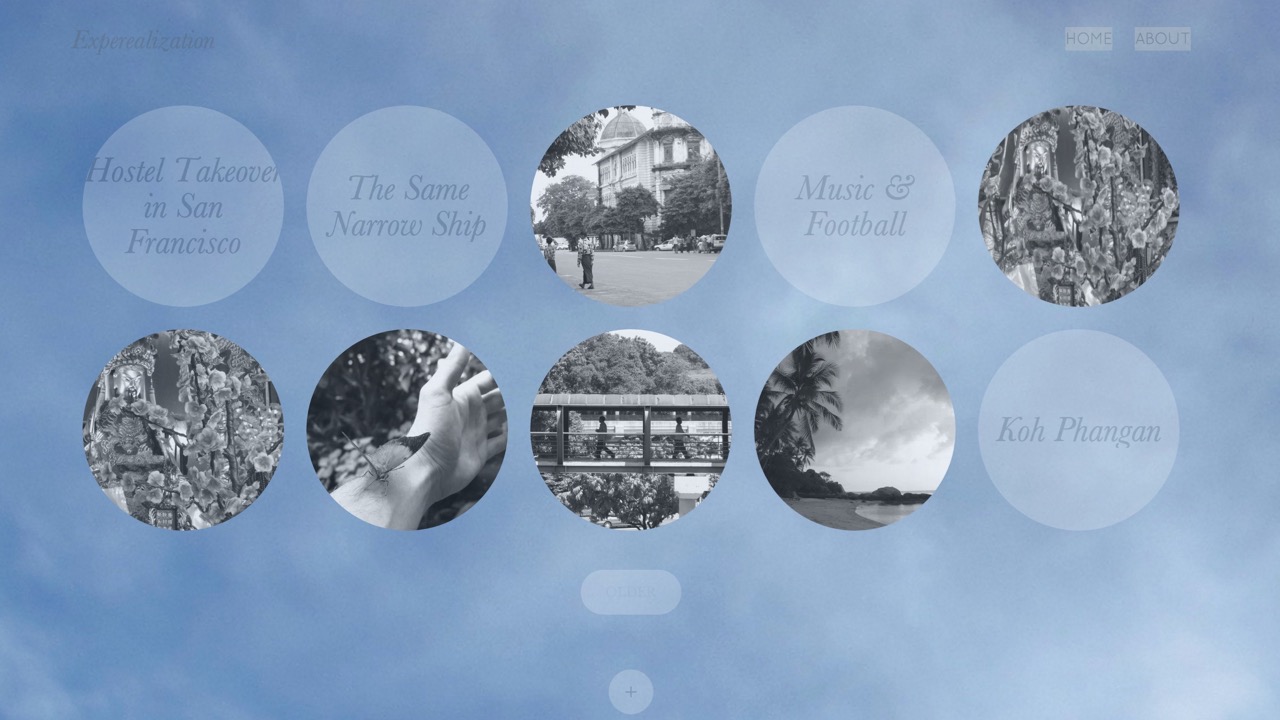 Experealization
HOME ABOUT
Hostel Takeover
in San
Francisco
The Same
Narrow Ship
Music &
Football
Koh Phangan
OLDER
+